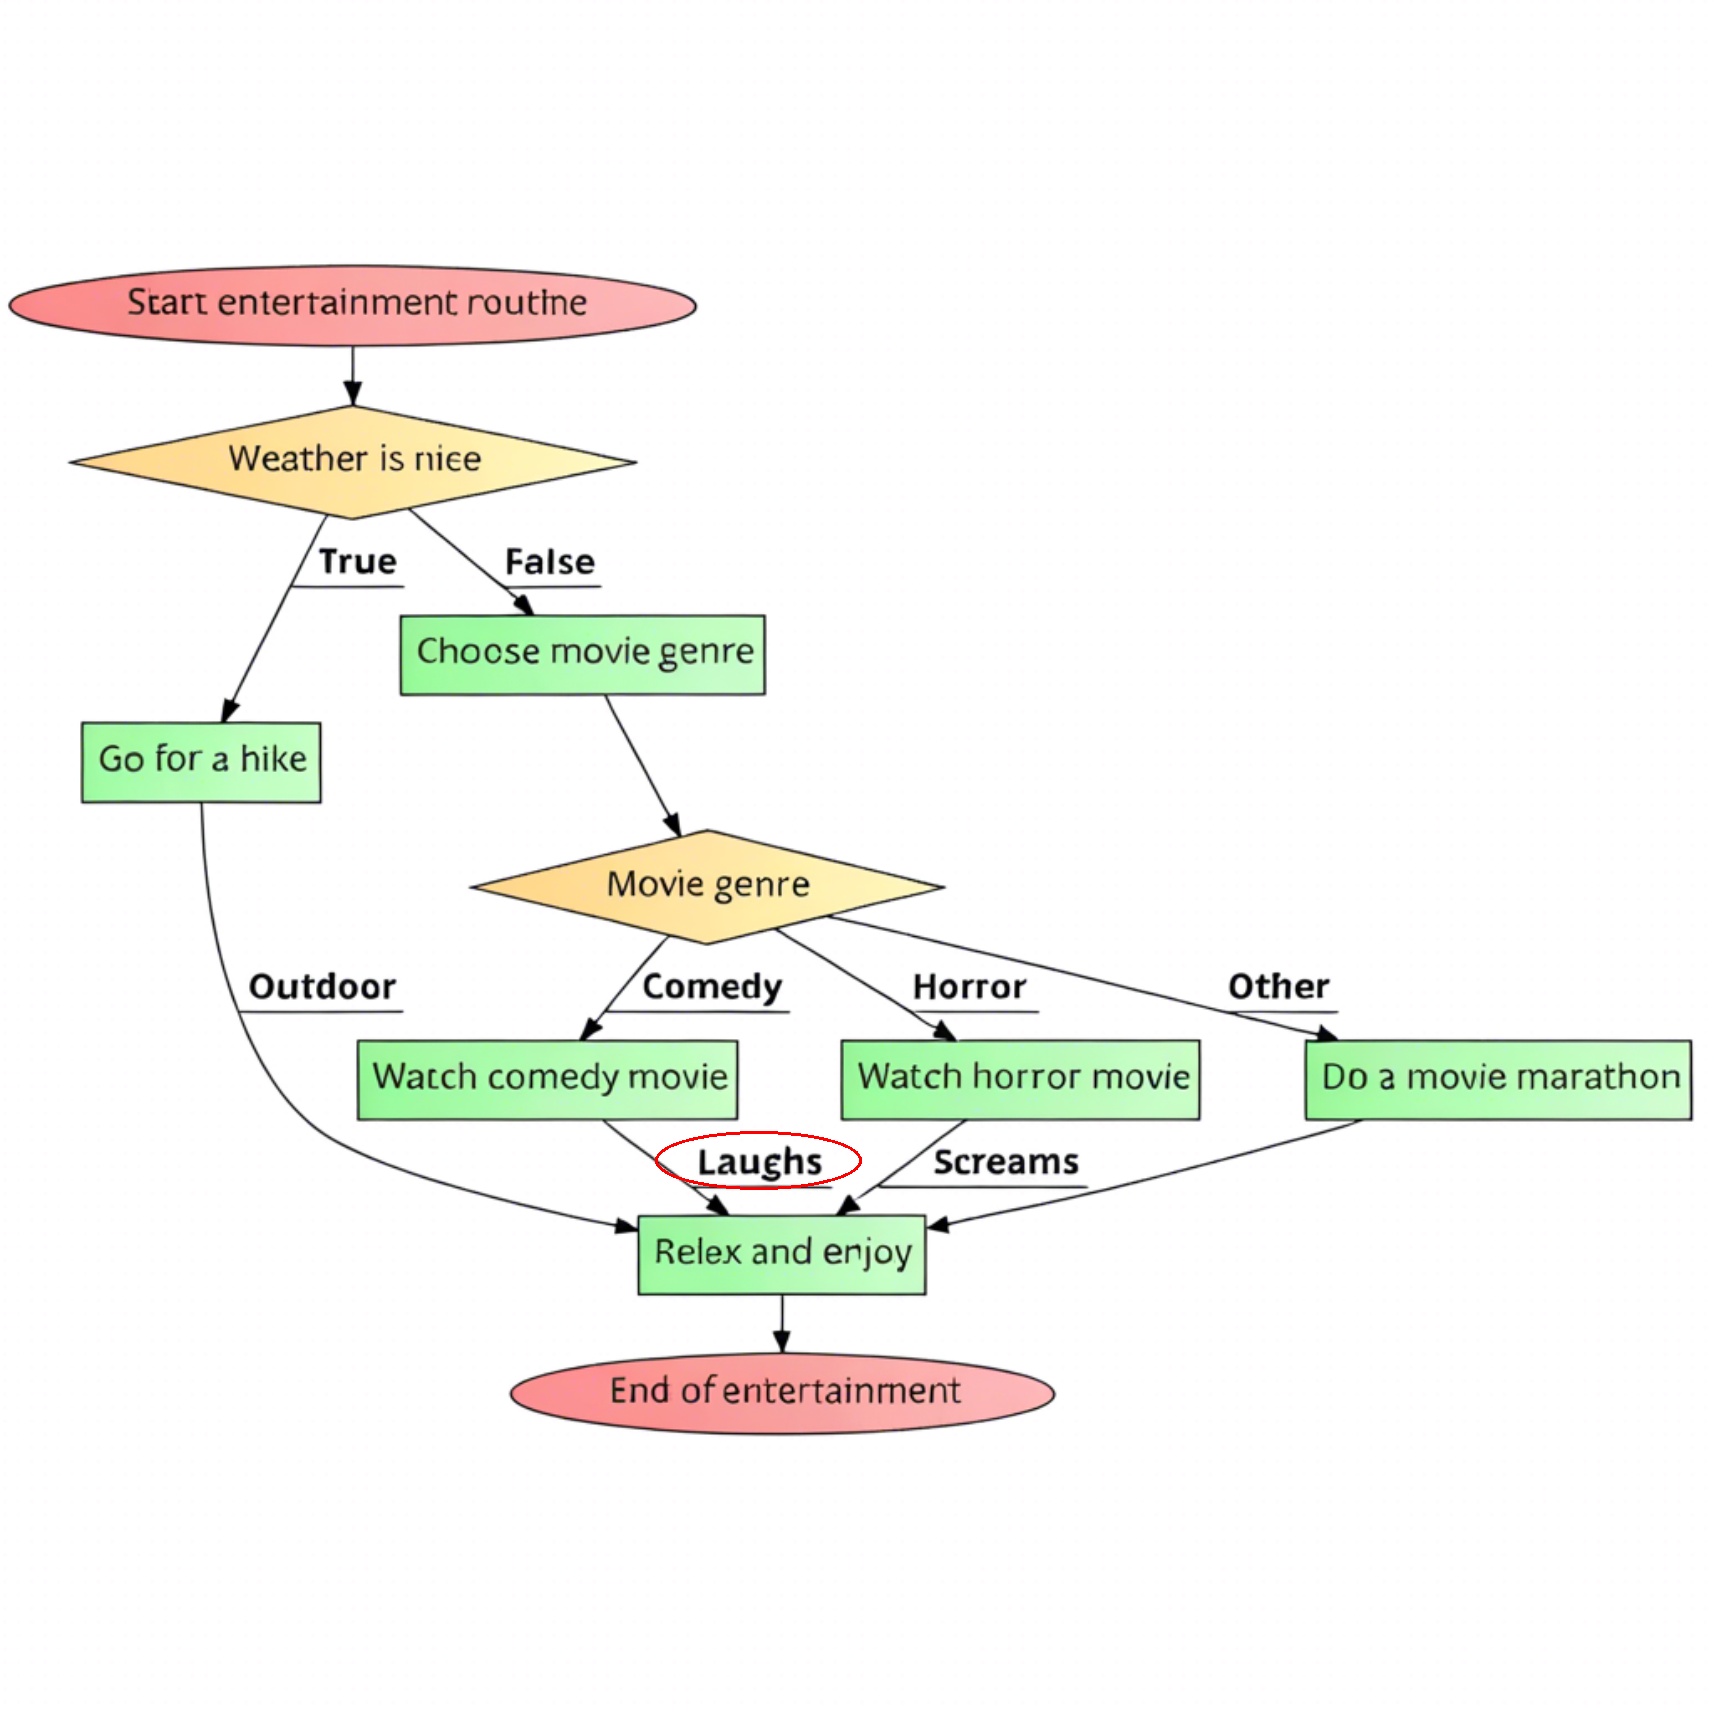 Start entertainment routine
Weather is nice
True
False
Choose movie genre
Go for a hike
Movie genre
Outdoor
Comedy
Horror
Other
Watch comedy movie
Watch horror movie
Do a movie marathon
Laughs
Screams
Relex and enjoy
End of entertainment